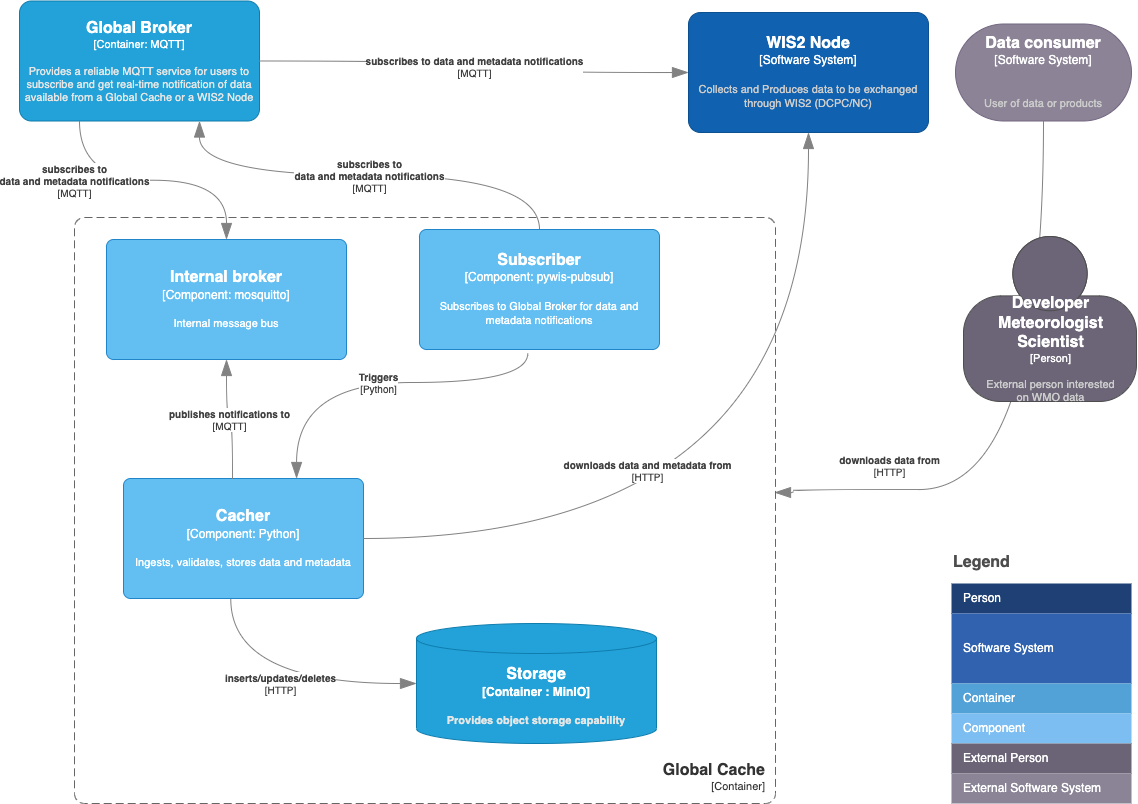 Global Broker
[Container: MQTT]
Provides a reliable MQTT service for users to
subscribe and get real-time notification of data
available from a Global Cache or a WIS2 Node
subscribes to data and metadata notifications
[MQTT]
WIS2 Node
[Software System]
Collects and Produces data to be exchanged
through WIS2 (DCPC/NC)
Data consumer
[Software System]
User of data or products
subscribes to
data and metadata notifications
[MQTT]
subscribes to
data and metadata notifications
[MQTT]
Internal broker
[Component: mosquitto]
Internal message bus
Subscriber
[Component: pywis-pubsub]
Subscribes to Global Broker for data and
metadata notifications
Developer
Meteorologist
Scientist
[Person]
External person interested
on WMO data
Triggers
[Python]
publishes notifications to
[MQTT]
downloads data and metadata from
[HTTP]
downloads data from
[HTTP]
Cacher
[Component: Python]
Ingests, validates, stores data and metadata
inserts/updates/deletes
[HTTP]
Storage
[Container : MinIO]
Provides object storage capability
Global Cache
[Container]
Legend
Person
Software System
Container
Component
External Person
External Software System